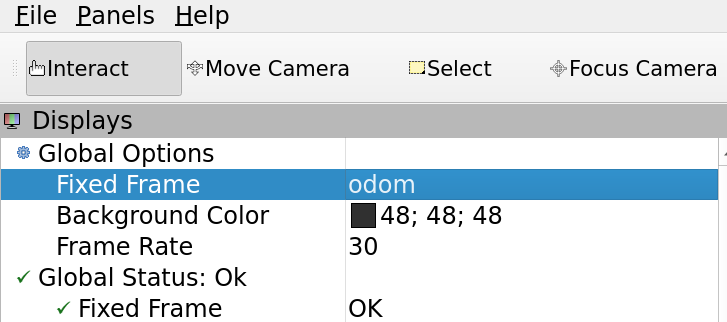 File Panels Help
Interact Move Camera Select Focus Camera
Displays
Global Options
Fixed Frame odom
Background Color 48; 48; 48
Frame Rate 30
Global Status: Ok
Fixed Frame OK